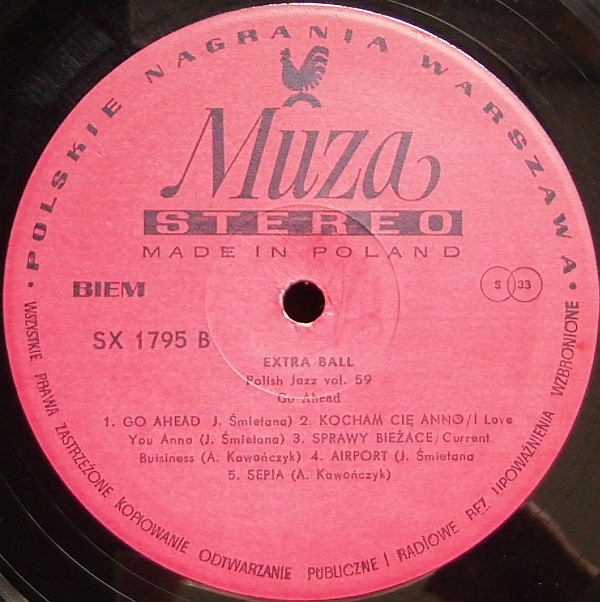 • POLSKIE NAGRANIA WARSZAWA •
Muza
STEREO
MADE IN POLAND
BIEM
S 33
SX 1795 B
EXTRA BALL
Polish Jazz vol. 59
Go Ahead
1. GO AHEAD J. Śmietana) 2. KOCHAM CIĘ ANNO/I Love
You Anna (J. Śmietana) 3. SPRAWY BIEŻĄCE/Current
Buisiness (A. Kawończyk) 4. AIRPORT (J. Śmietana
5. SEPIA (A. Kawończyk)
WSZYSTKIE PRAWA ZASTRZEŻONE KOPIOWANIE ODTWARZANIE PUBLICZNE I RADIOWE BEZ UPOWAŻNIENIA WZBRONIONE